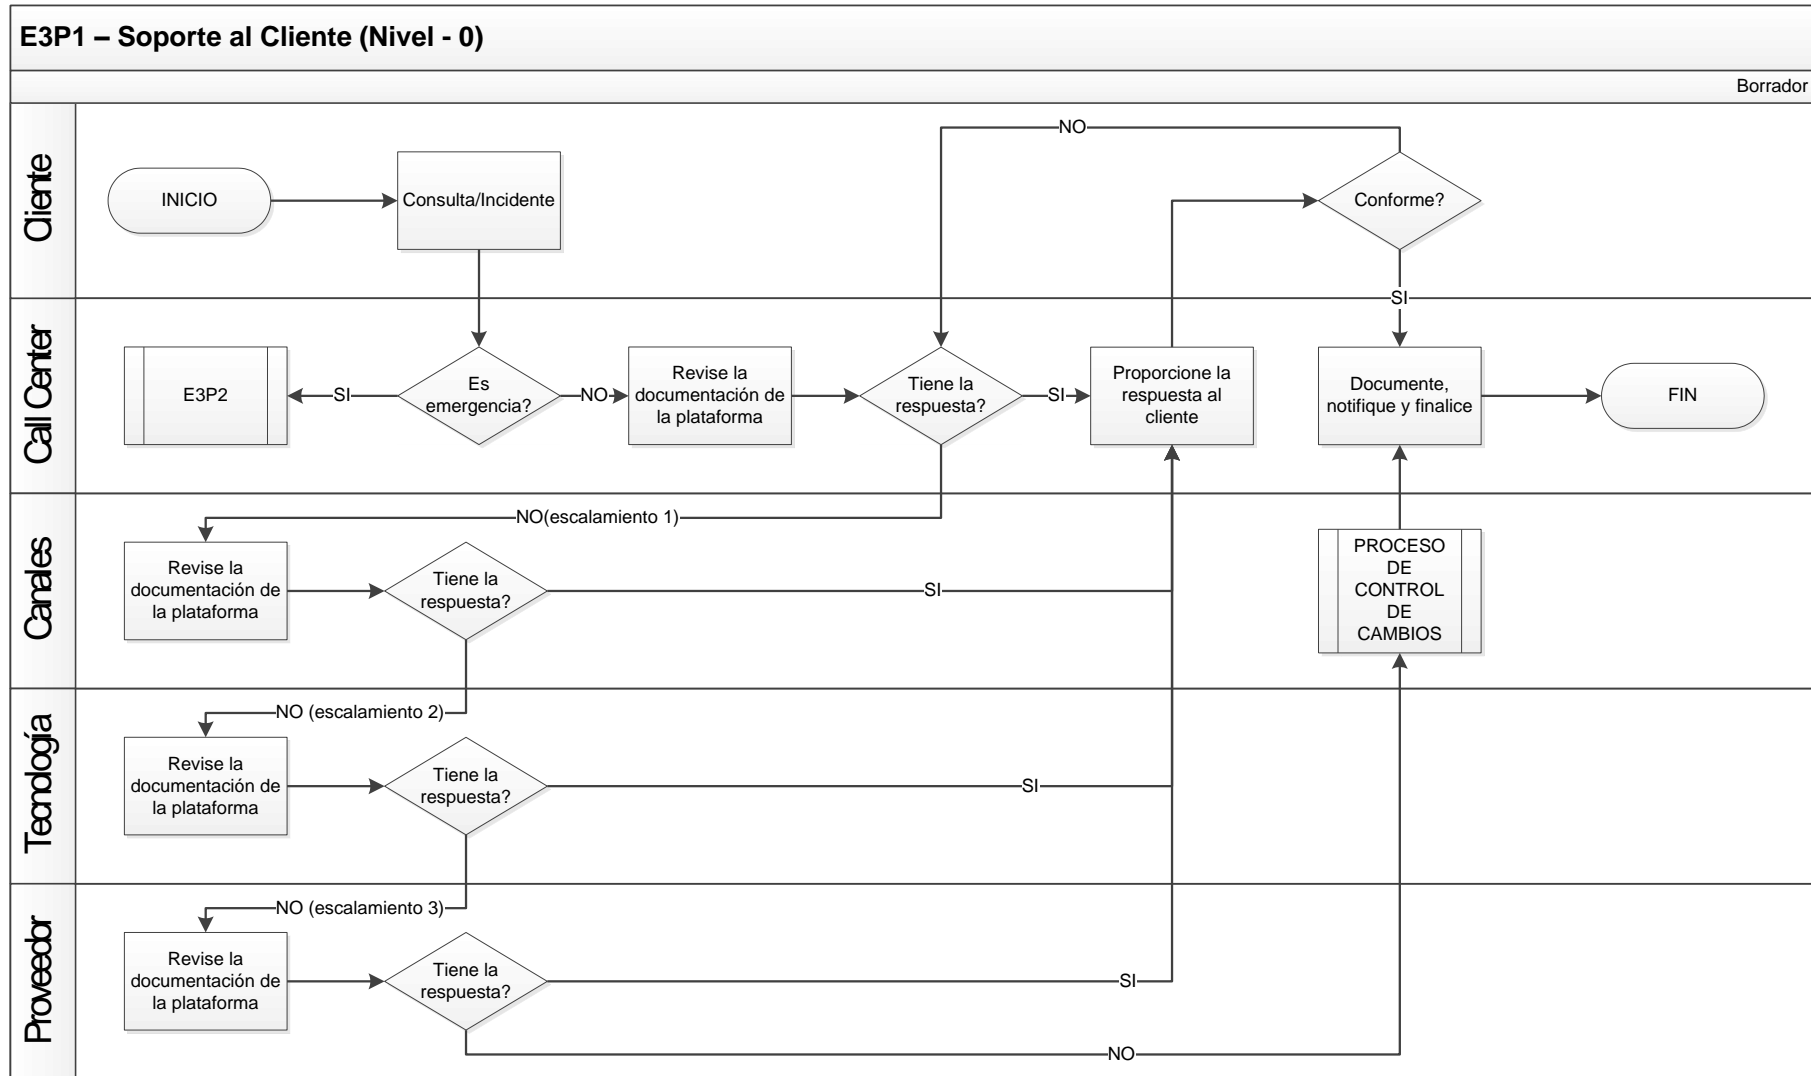 E3P1 – Soporte al Cliente (Nivel - 0)
Borrador
Cliente
INICIO
Consulta/Incidente
NO
Conforme?
SI
Call Center
E3P2
SI
Es
emergencia?
NO
Revise la
documentación de
la plataforma
Tiene la
respuesta?
SI
Proporcione la
respuesta al
cliente
Documente,
notifique y finalice
FIN
Canales
NO(escalamiento 1)
Revise la
documentación de
la plataforma
Tiene la
respuesta?
SI
PROCESO
DE
CONTROL
DE
CAMBIOS
Tecnología
NO (escalamiento 2)
Revise la
documentación de
la plataforma
Tiene la
respuesta?
SI
Proveedor
NO (escalamiento 3)
Revise la
documentación de
la plataforma
Tiene la
respuesta?
SI
NO